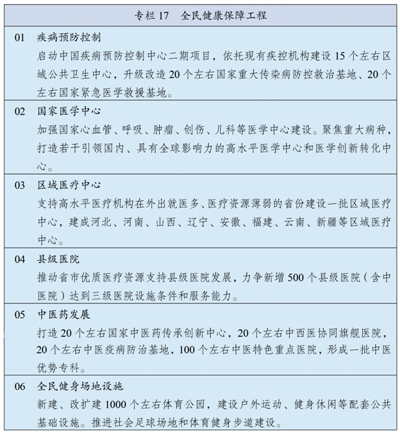 专栏 17　全民健康保障工程
01　疾病预防控制
启动中国疾病预防控制中心二期项目，依托现有疾控机构建设 15 个左右区
域公共卫生中心，升级改造 20 个左右国家重大传染病防控救治基地、20 个
左右国家紧急医学救援基地。
02　国家医学中心
加强国家心血管、呼吸、肿瘤、创伤、儿科等医学中心建设。聚焦重大病种，
打造若干引领国内、具有全球影响力的高水平医学中心和医学创新转化中
心。
03　区域医疗中心
支持高水平医疗机构在外出就医多、医疗资源薄弱的省份建设一批区域医疗
中心，建成河北、河南、山西、辽宁、安徽、福建、云南、新疆等区域医疗
中心。
04　县级医院
推动省市优质医疗资源支持县级医院发展，力争新增 500 个县级医院（含中
医院）达到三级医院设施条件和服务能力。
05　中医药发展
打造 20 个左右国家中医药传承创新中心，20 个左右中西医协同旗舰医院，
20 个左右中医疫病防治基地，100 个左右中医特色重点医院，形成一批中医
优势专科。
06　全民健身场地设施
新建、改扩建 1000 个左右体育公园，建设户外运动、健身休闲等配套公共
基础设施。推进社会足球场地和体育健身步道建设。